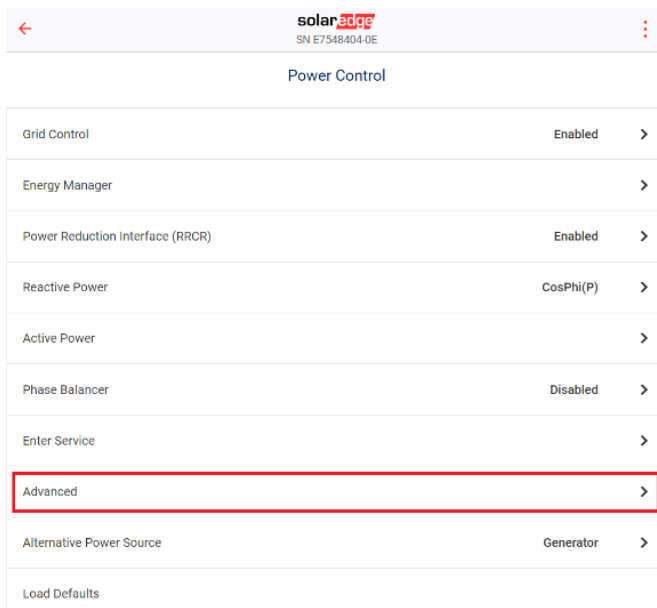 solaredge
SN E7548404-0E
Power Control
Grid Control Enabled
Energy Manager
Power Reduction Interface (RRCR) Enabled
Reactive Power CosPhi(P)
Active Power
Phase Balancer Disabled
Enter Service
Advanced
Alternative Power Source Generator
Load Defaults